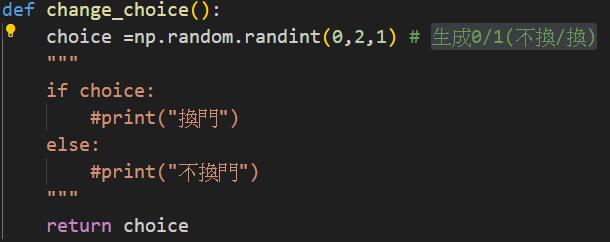 def change_choice():
    choice =np.random.randint(0,2,1) # 生成0/1(不換/換)
    """
    if choice:
        #print("換門")
    else:
        #print("不換門")
    """
    return choice